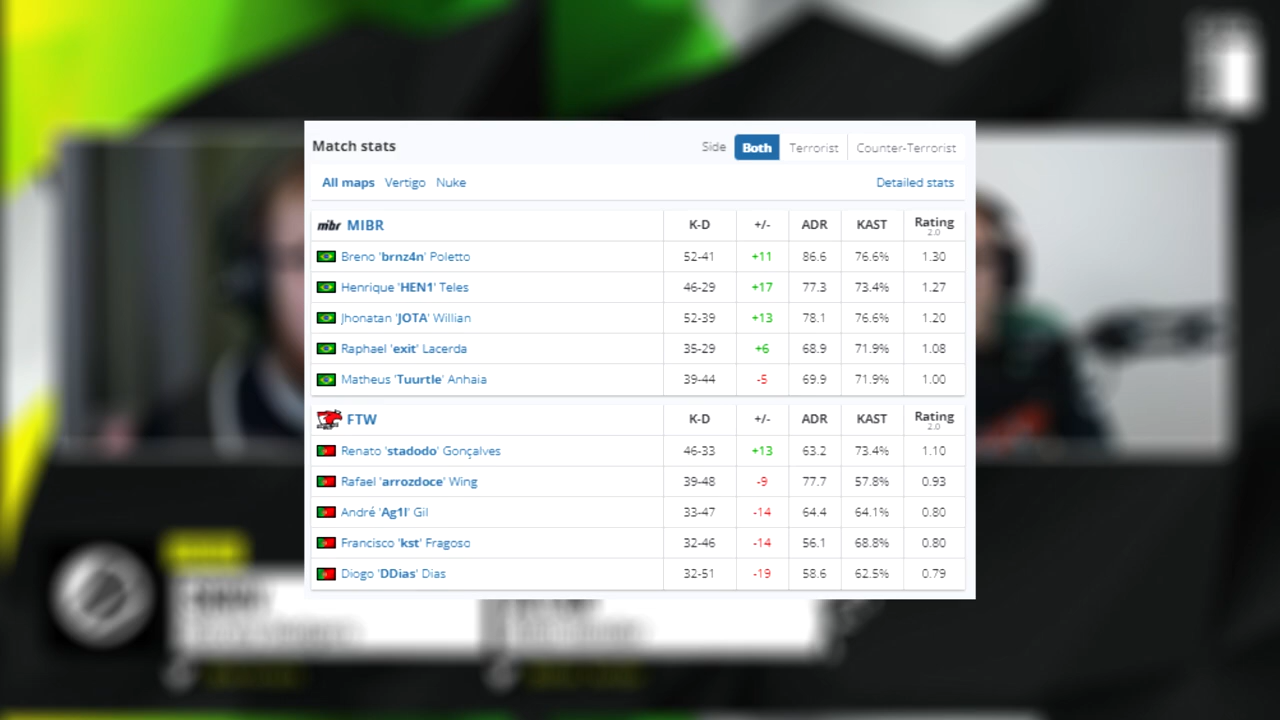 Match stats Side Both Terrorist Counter-Terrorist
All maps Vertigo Nuke Detailed stats
mibr MIBR K-D +/- ADR KAST Rating 2.0
Breno 'brnz4n' Poletto 52-41 +11 86.6 76.6% 1.30
Henrique 'HEN1' Teles 46-29 +17 77.3 73.4% 1.27
Jhonatan 'JOTA' Willian 52-39 +13 78.1 76.6% 1.20
Raphael 'exit' Lacerda 35-29 +6 68.9 71.9% 1.08
Matheus 'Tuurtle' Anhaia 39-44 -5 69.9 71.9% 1.00
FTW K-D +/- ADR KAST Rating 2.0
Renato 'stadodo' Gonçalves 46-33 +13 63.2 73.4% 1.10
Rafael 'arrozdoce' Wing 39-48 -9 77.7 57.8% 0.93
André 'Ag1l' Gil 33-47 -14 64.4 64.1% 0.80
Francisco 'kst' Fragoso 32-46 -14 56.1 68.8% 0.80
Diogo 'DDias' Dias 32-51 -19 58.6 62.5% 0.79